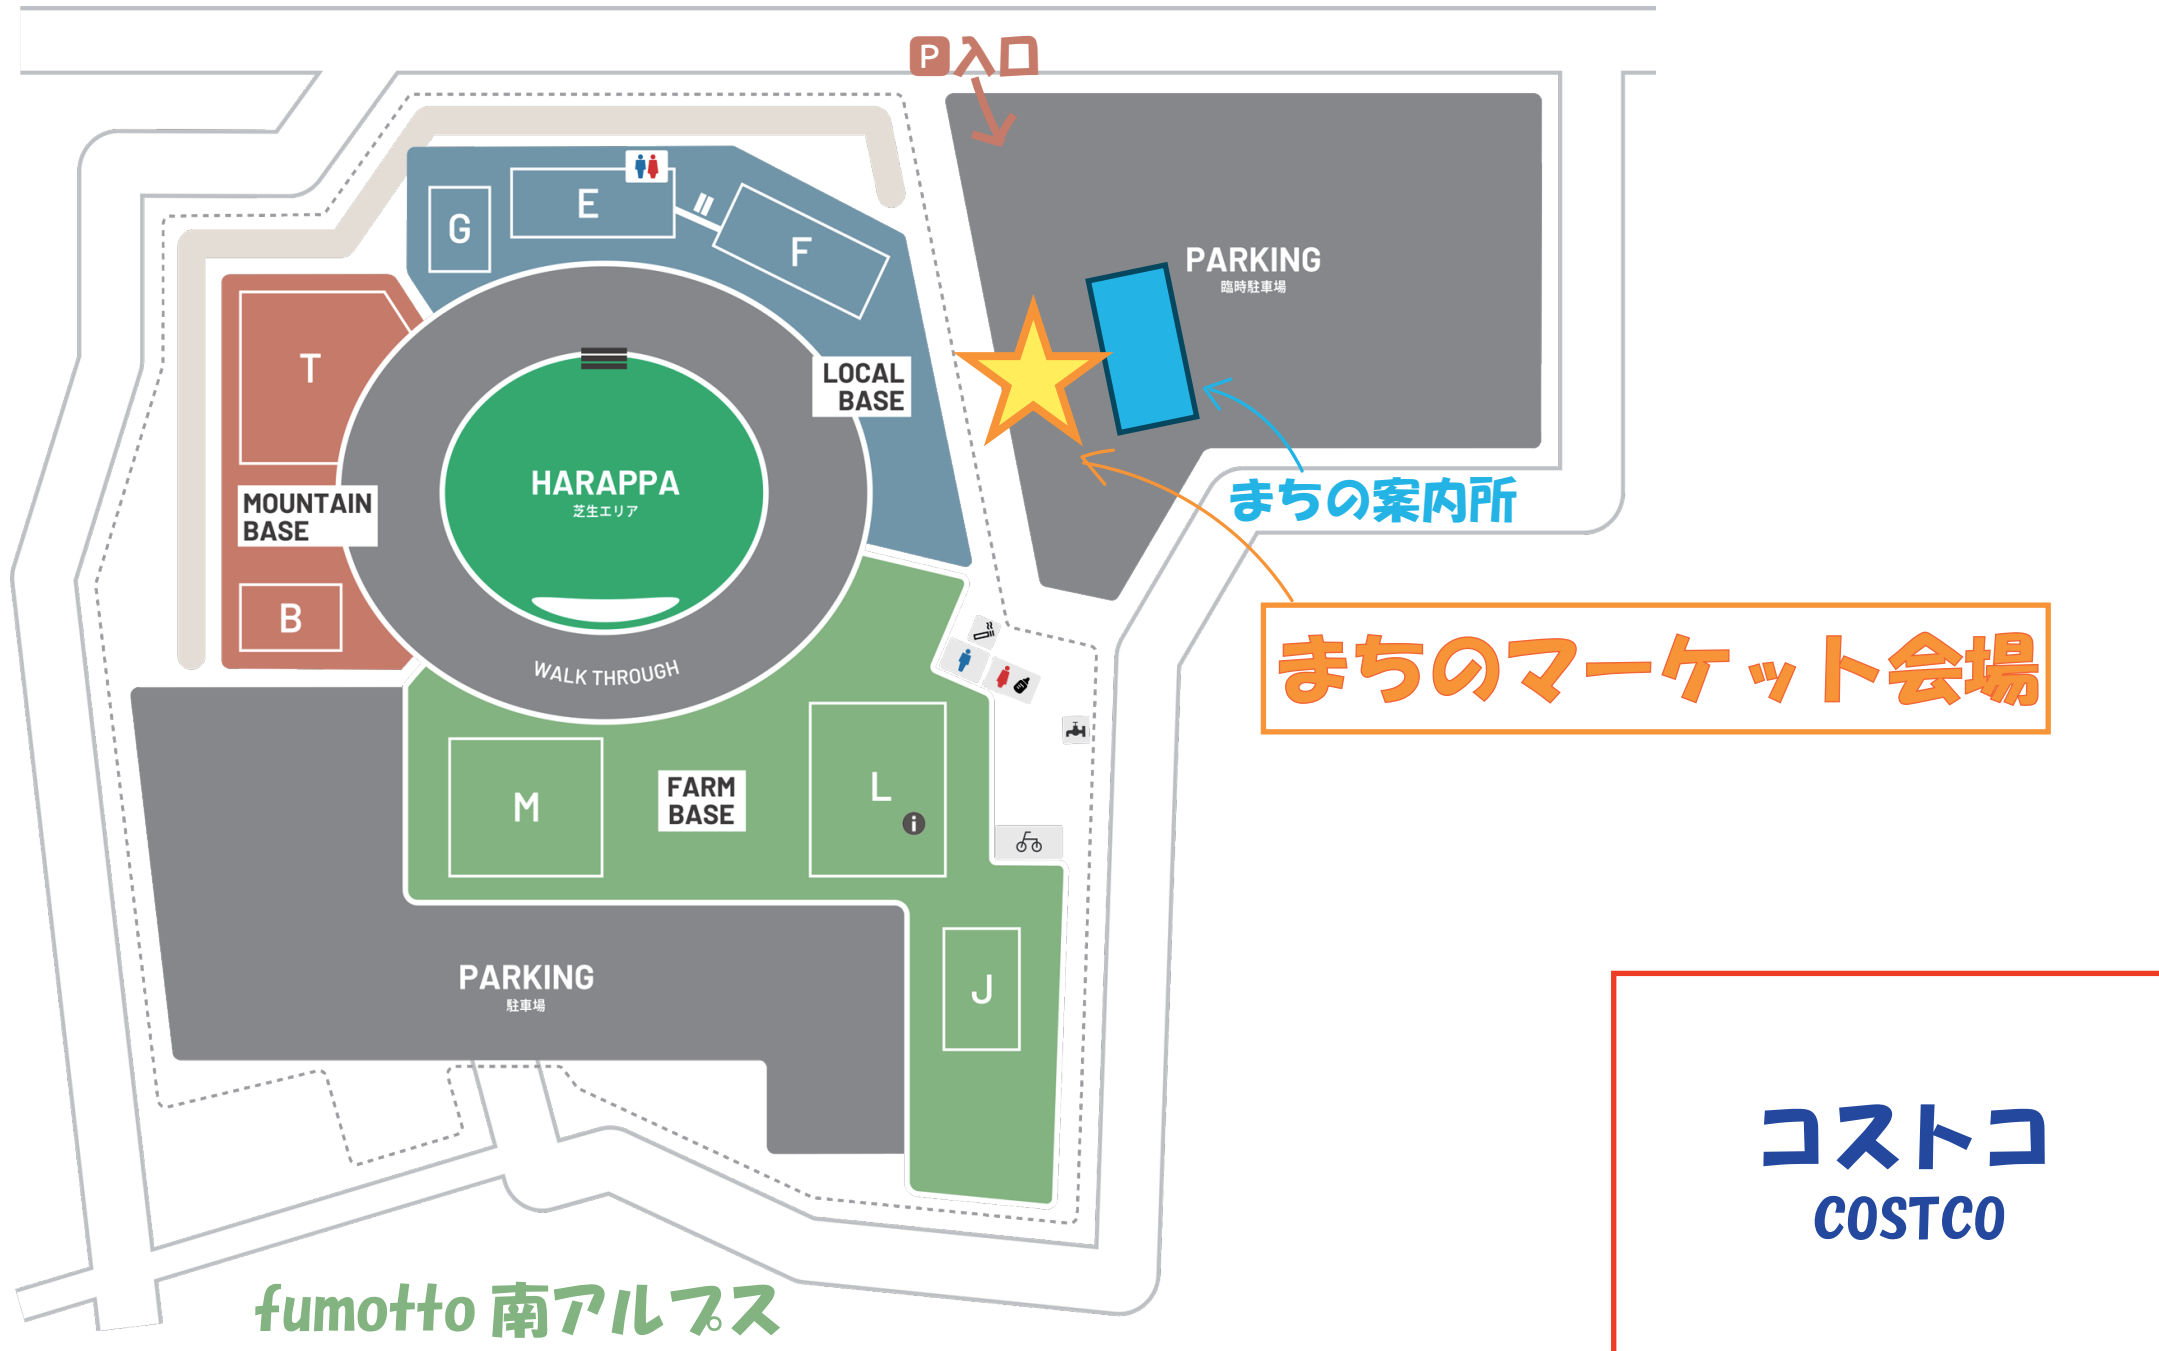 P入口
E
G
F
PARKING
臨時駐車場
T
LOCAL
BASE
HARAPPA
芝生エリア
まちの案内所
MOUNTAIN
BASE
B
WALK THROUGH
まちのマーケット会場
M
FARM
BASE
L
i
J
PARKING
駐車場
コストコ
COSTCO
fumotto 南アルプス